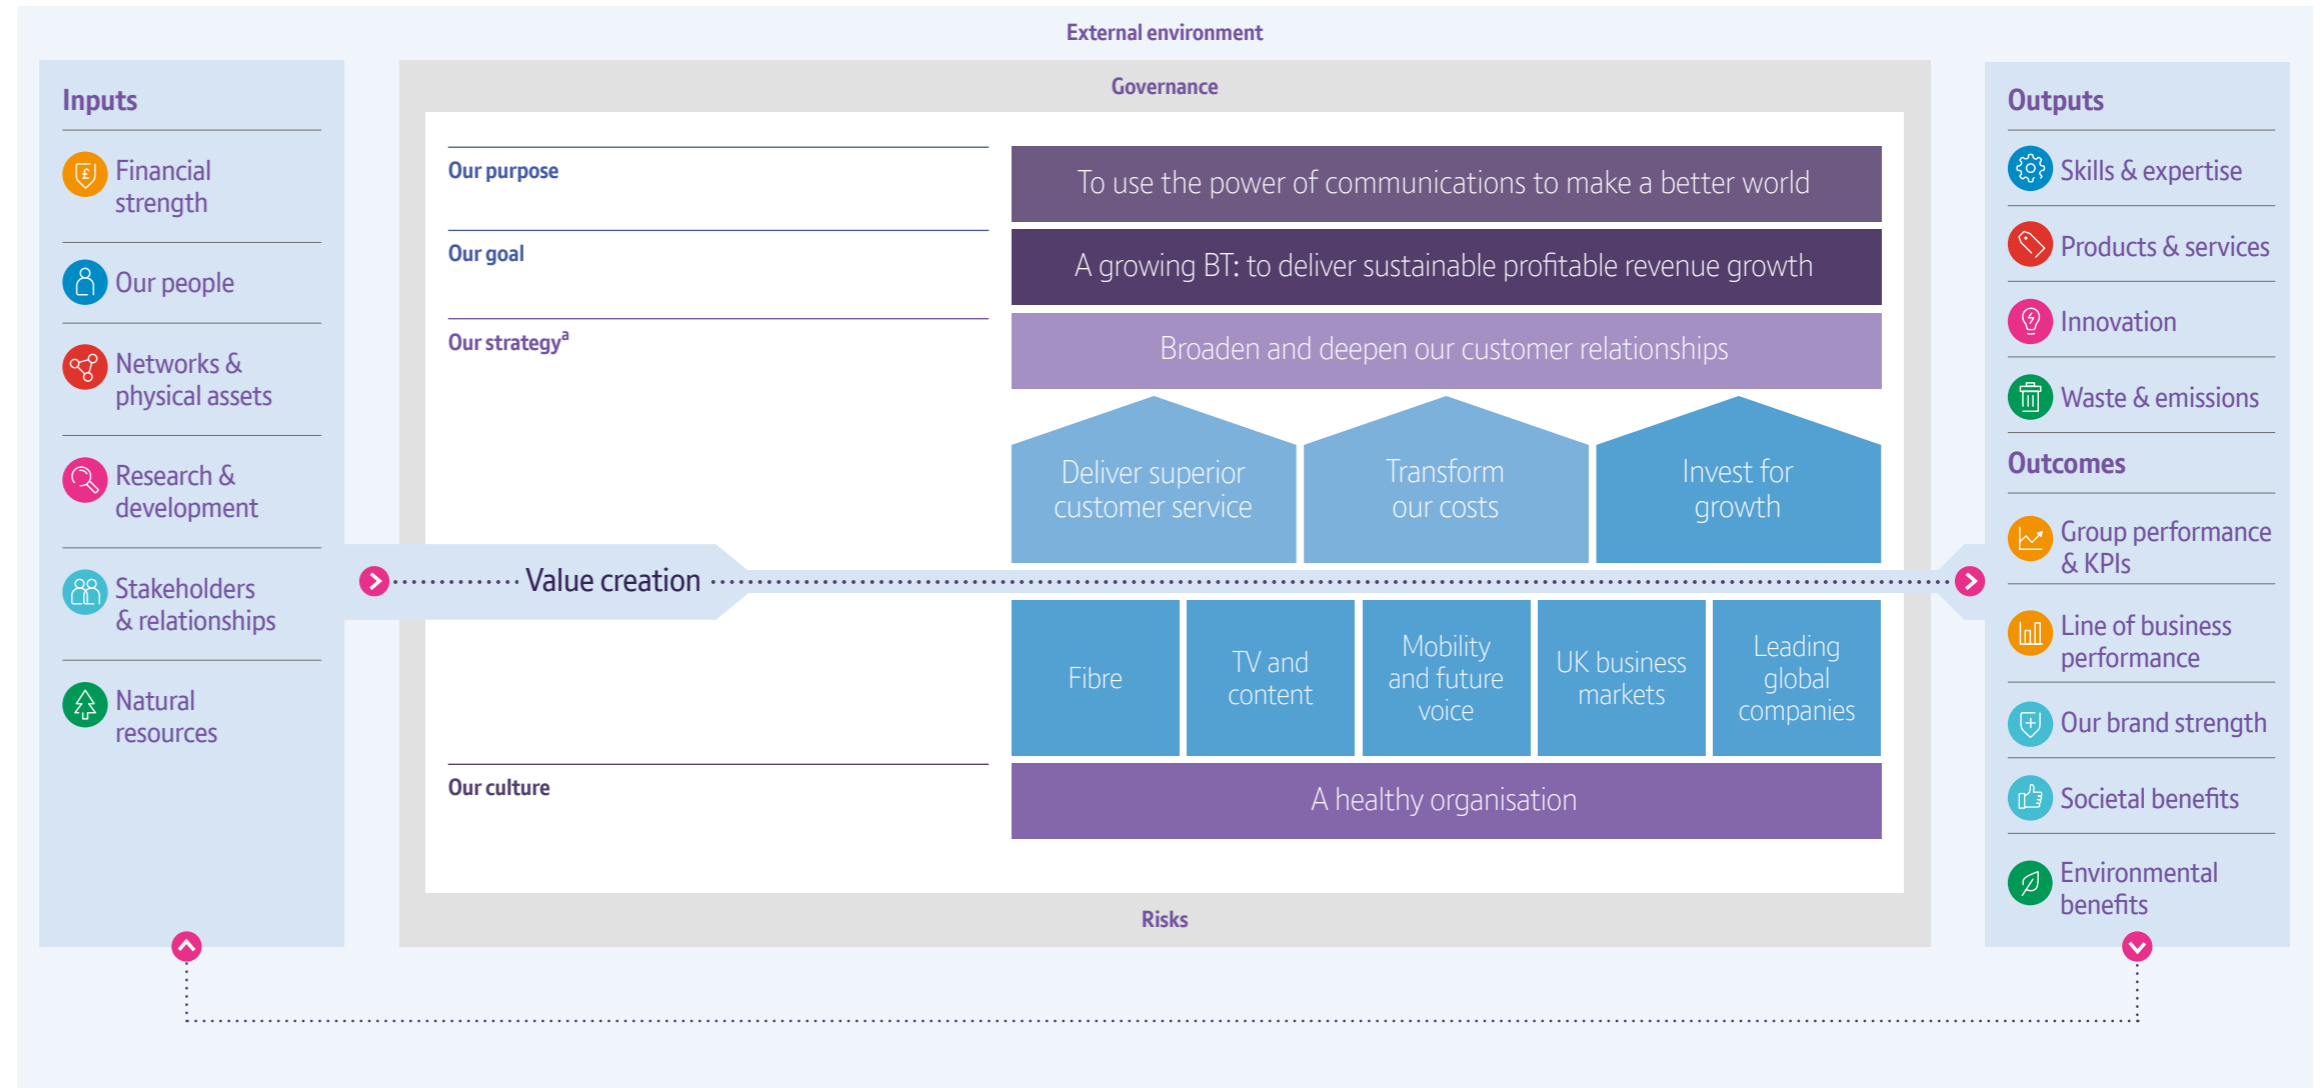 External environment
Inputs
Financial
strength
Our people
Networks &
physical assets
Research &
development
Stakeholders
& relationships
Natural
resources
Governance
Our purpose
To use the power of communications to make a better world
Our goal
A growing BT: to deliver sustainable profitable revenue growth
Our strategyª
Broaden and deepen our customer relationships
Deliver superior
customer service
Transform
our costs
Invest for
growth
Value creation
Fibre
TV and
content
Mobility
and future
voice
UK business
markets
Leading
global
companies
Our culture
A healthy organisation
Risks
Outputs
Skills & expertise
Products & services
Innovation
Waste & emissions
Outcomes
Group performance
& KPIs
Line of business
performance
Our brand strength
Societal benefits
Environmental
benefits